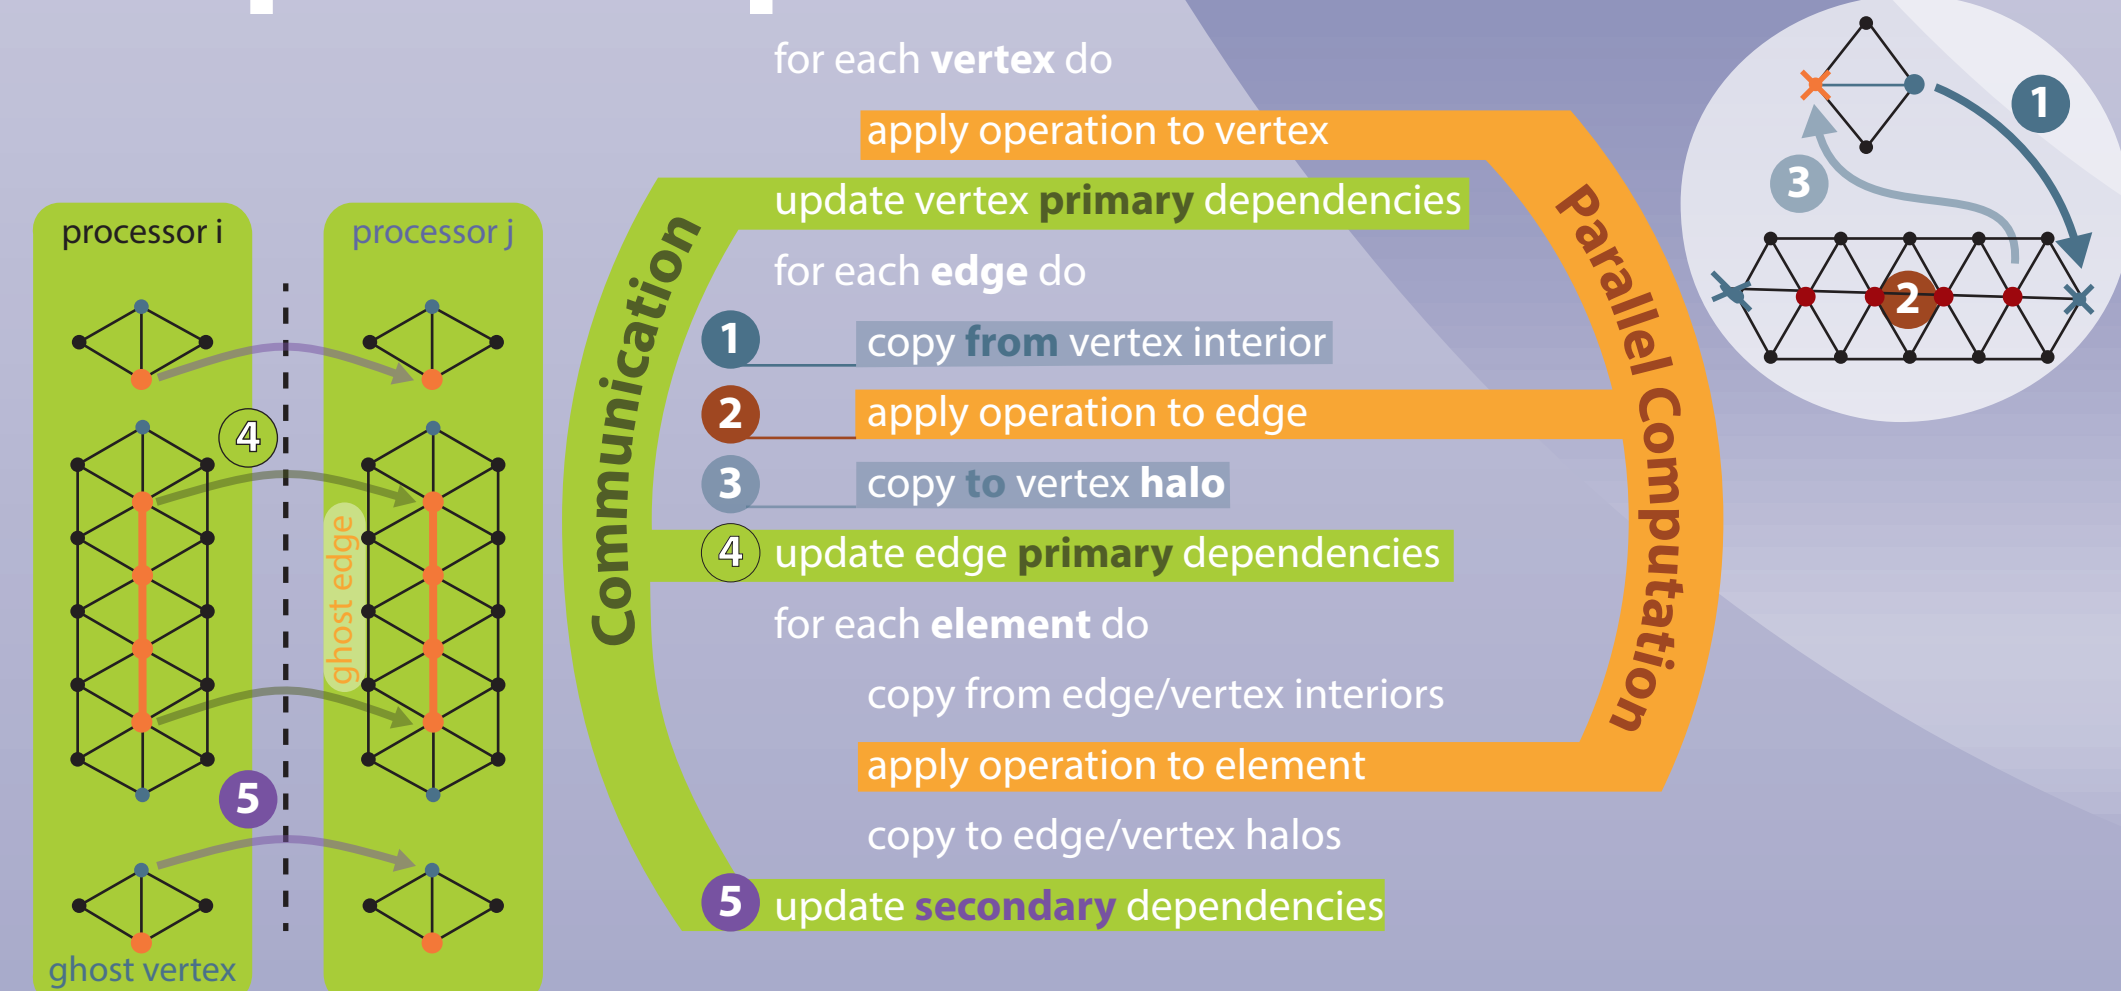 for each vertex do
apply operation to vertex
update vertex primary dependencies
for each edge do
1 copy from vertex interior
2 apply operation to edge
3 copy to vertex halo
4 update edge primary dependencies
for each element do
copy from edge/vertex interiors
apply operation to element
copy to edge/vertex halos
5 update secondary dependencies
Communication
Parallel Computation
processor i
processor j
4
ghost edge
5
ghost vertex
1
3
2